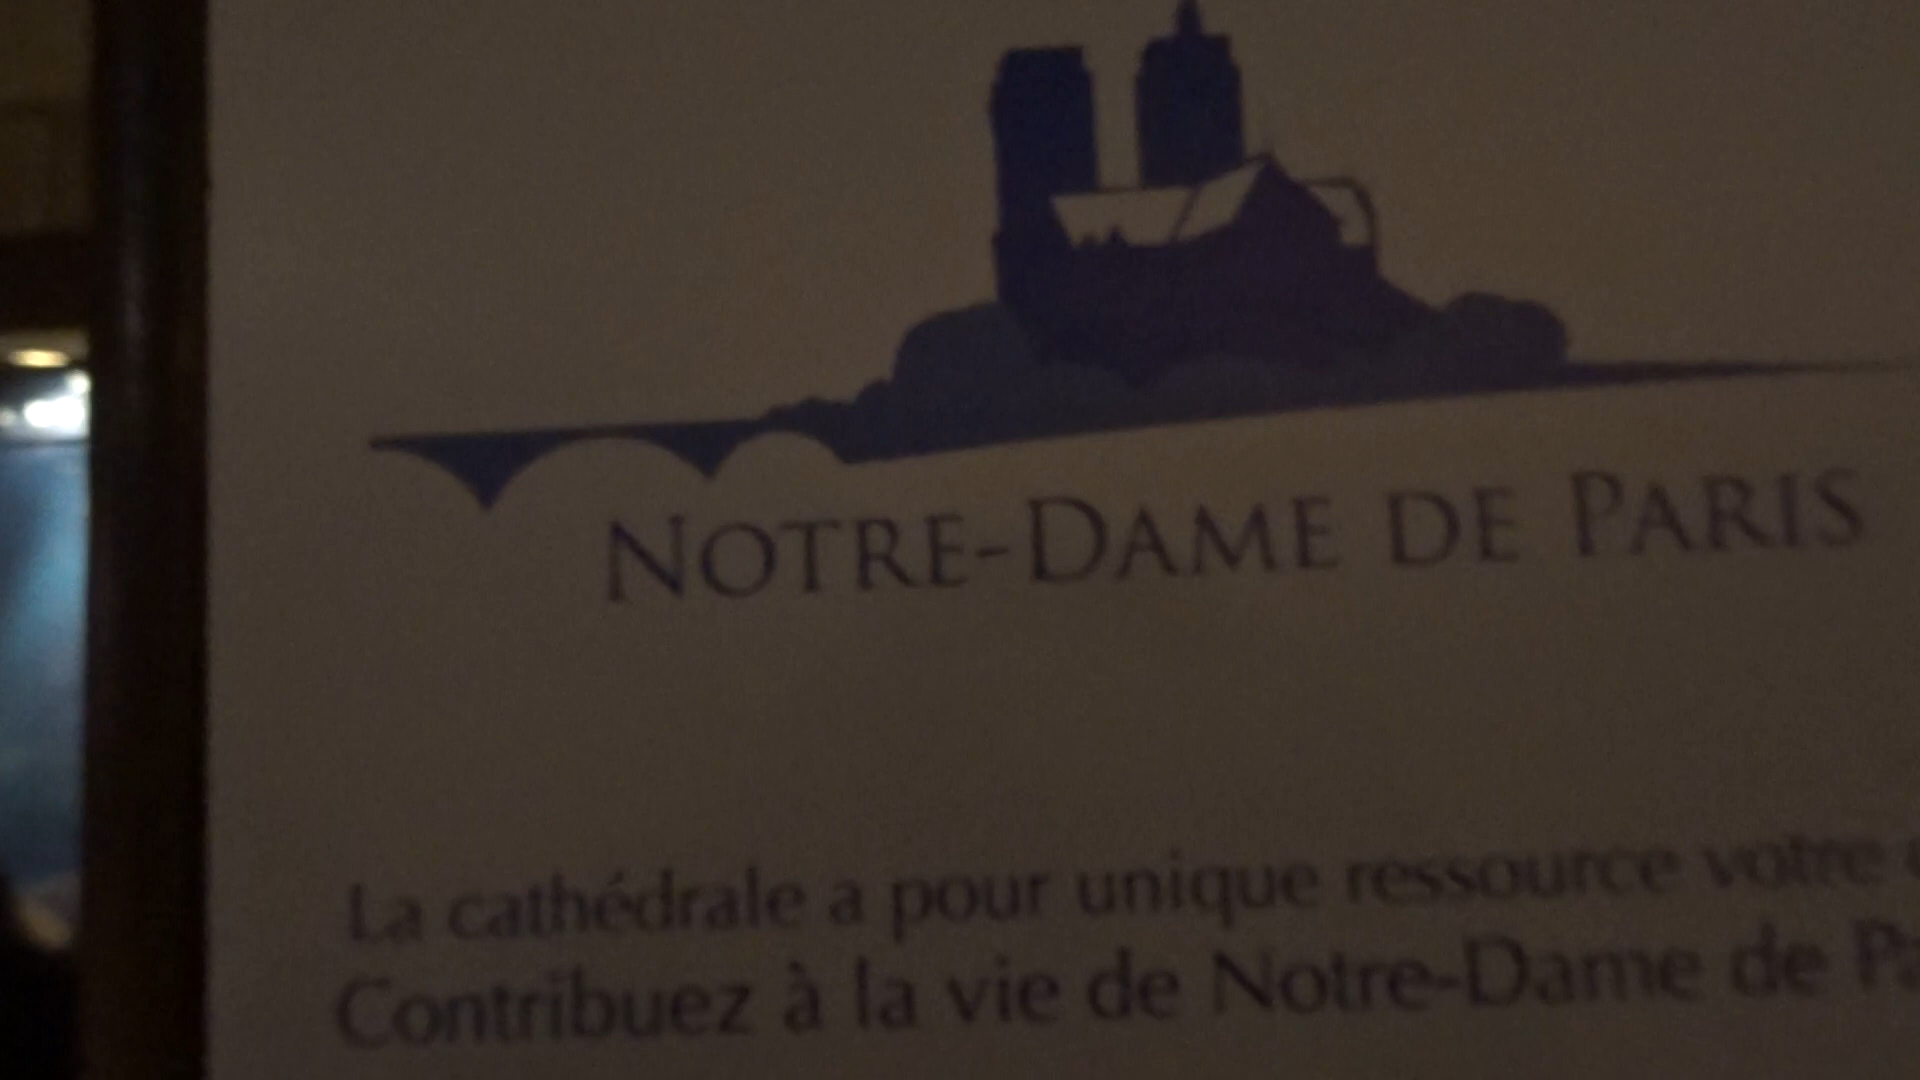 NOTRE-DAME DE PARIS
La cathédrale a pour unique ressource votre
Contribuez à la vie de Notre-Dame de